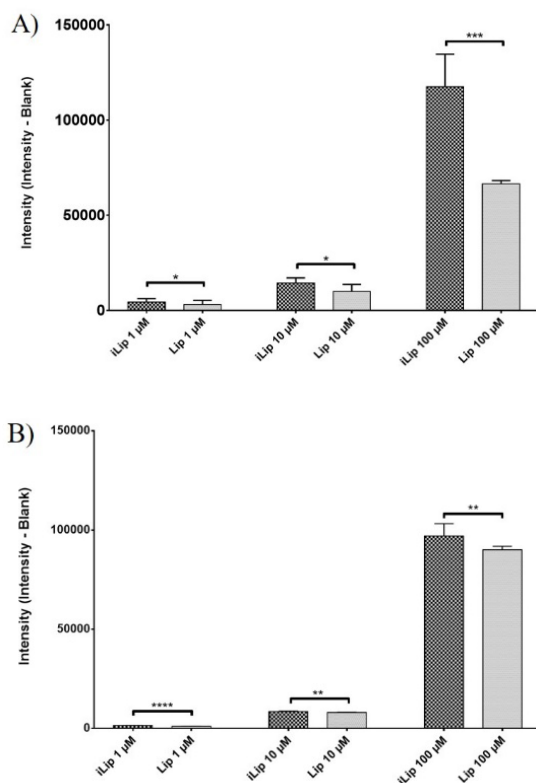 A)
Intensity (Intensity - Blank)
150000
100000
50000
0
*
*
***
iLip 1 µM
Lip 1 µM
iLip 10 µM
Lip 10 µM
iLip 100 µM
Lip 100 µM
B)
Intensity (Intensity - Blank)
150000
100000
50000
0
****
**
**
iLip 1 µM
Lip 1 µM
iLip 10 µM
Lip 10 µM
iLip 100 µM
Lip 100 µM